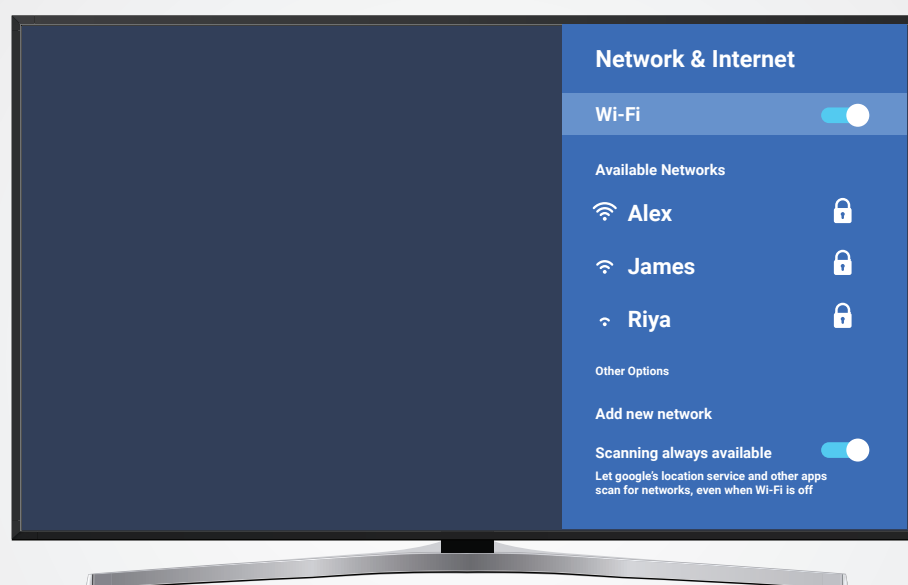 Network & Internet
Wi-Fi
Available Networks
Alex
James
Riya
Other Options
Add new network
Scanning always available
Let google's location service and other apps
scan for networks, even when Wi-Fi is off